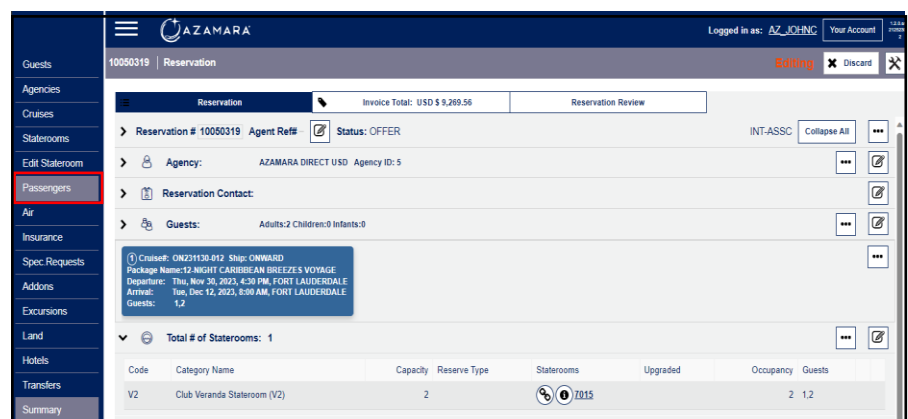 AZAMARA
Logged in as: AZ_JOHNC Your Account
Guests
10050319 | Reservation Editing Discard
Agencies
Cruises
Reservation Invoice Total: USD $ 9,269.56 Reservation Review
Staterooms
Reservation # 10050319 Agent Ref# Status: OFFER INT-ASSC Collapse All
Edit Stateroom
Agency: AZAMARA DIRECT USD Agency ID: 5
Passengers
Reservation Contact:
Air
Guests: Adults:2 Children:0 Infants:0
Insurance
Spec.Requests
1 Cruise#: ON231130-012 Ship: ONWARD
Package Name:12-NIGHT CARIBBEAN BREEZES VOYAGE
Addons
Departure: Thu, Nov 30, 2023, 4:30 PM, FORT LAUDERDALE
Arrival: Tue, Dec 12, 2023, 8:00 AM, FORT LAUDERDALE
Excursions
Guests: 1,2
Land
Total # of Staterooms: 1
Hotels
Code Category Name Capacity Reserve Type Staterooms Upgraded Occupancy Guests
Transfers
V2 Club Veranda Stateroom (V2) 2 7015 2 1,2
Summary